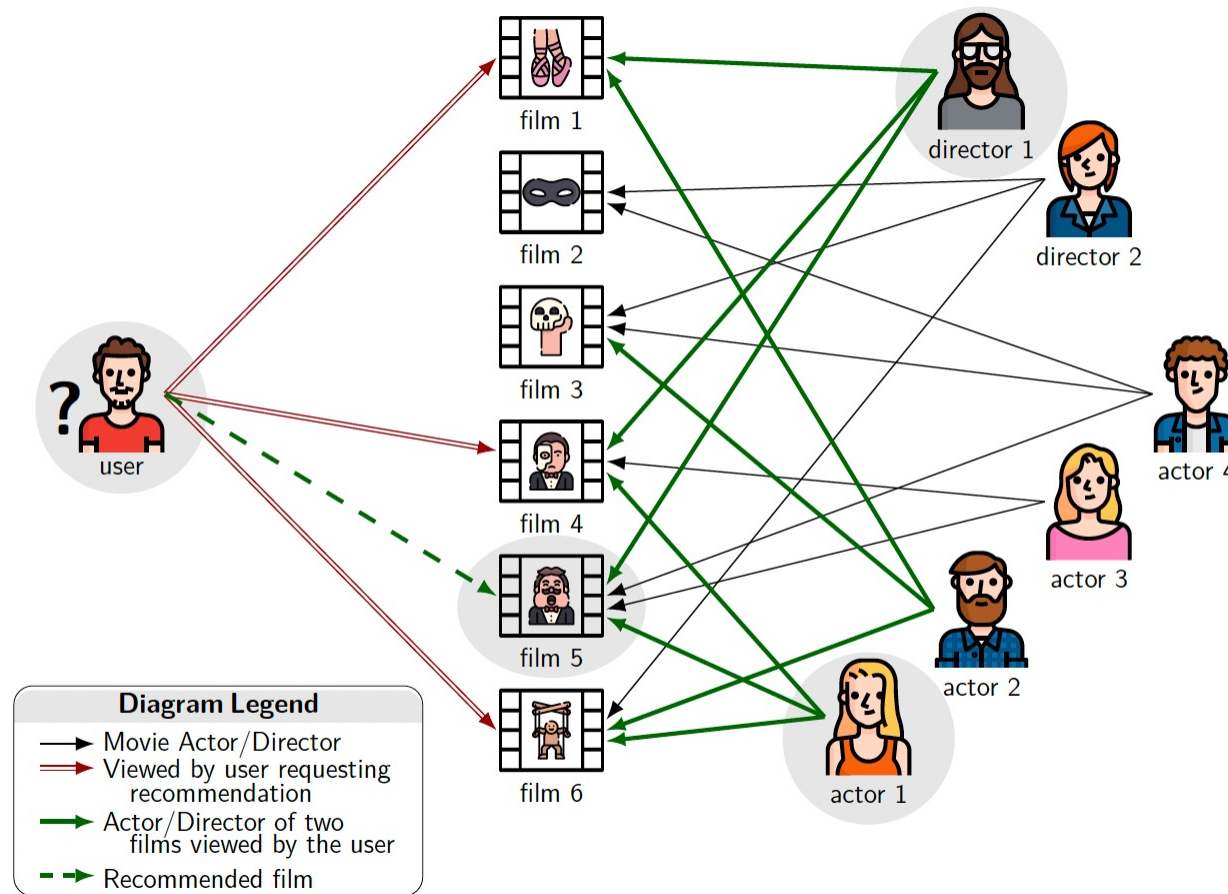 film 1
director 1
film 2
director 2
film 3
?
user
film 4
actor 4
actor 3
film 5
actor 2
film 6
actor 1
Diagram Legend
Movie Actor/Director
Viewed by user requesting
recommendation
Actor/Director of two
films viewed by the user
Recommended film